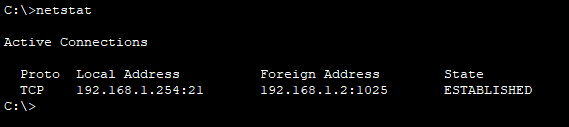 C:\>netstat
Active Connections
Proto Local Address Foreign Address State
TCP 192.168.1.254:21 192.168.1.2:1025 ESTABLISHED
C:\>